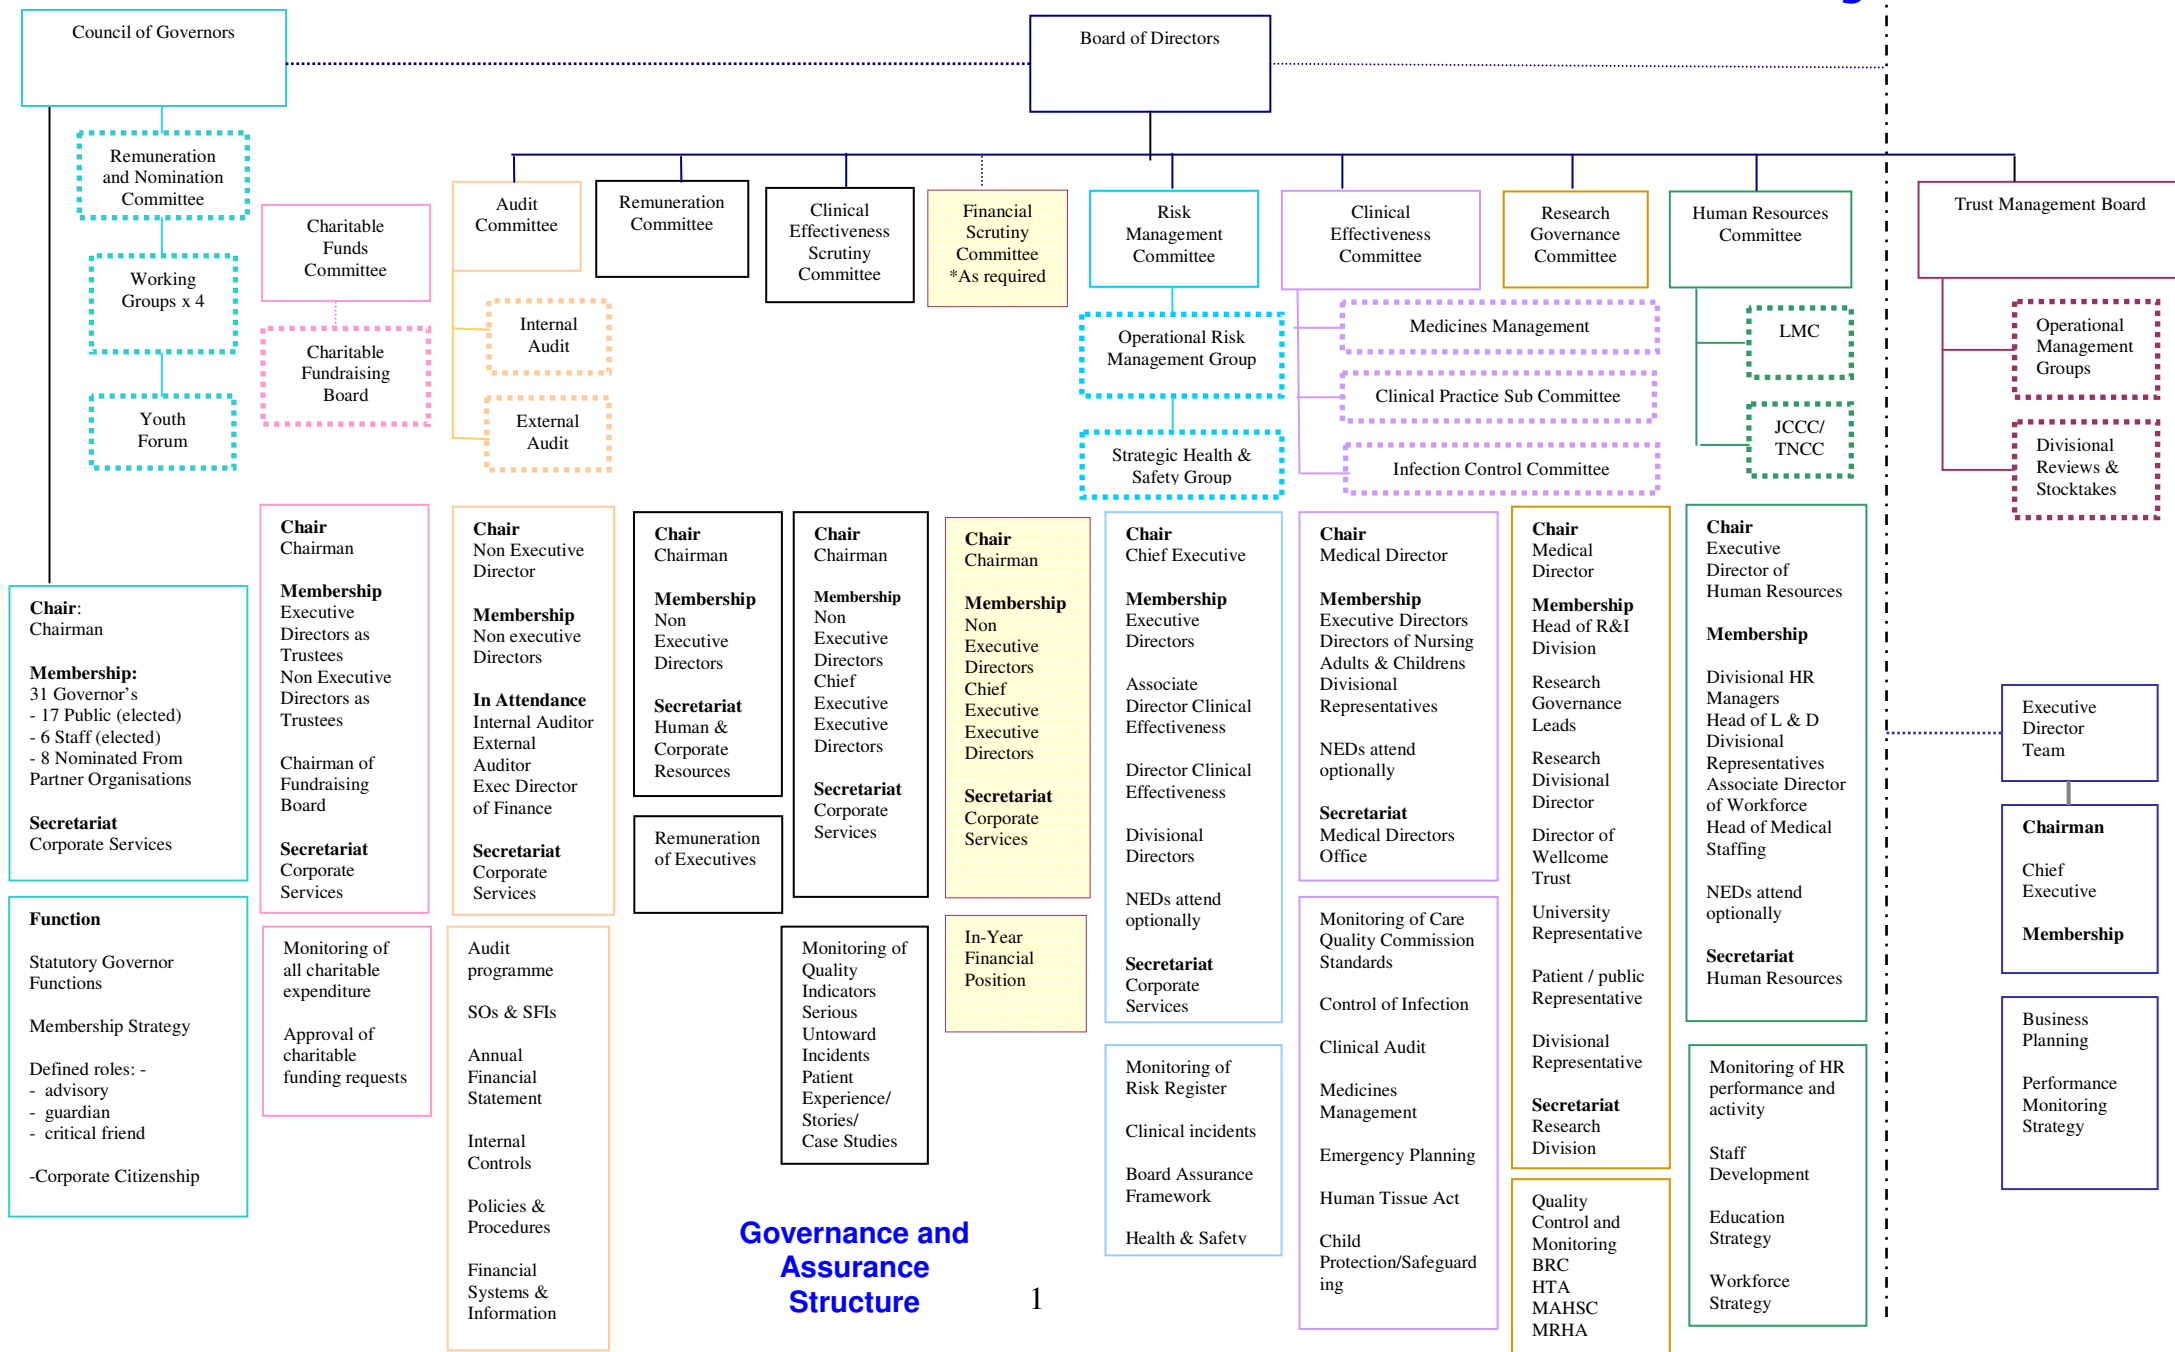 Council of Governors
Board of Directors
Remuneration
and Nomination
Committee
Working
Groups x 4
Youth
Forum
Charitable
Funds
Committee
Charitable
Fundraising
Board
Audit
Committee
Internal
Audit
External
Audit
Remuneration
Committee
Clinical
Effectiveness
Scrutiny
Committee
Financial
Scrutiny
Committee
*As required
Risk
Management
Committee
Operational Risk
Management Group
Strategic Health &
Safety Group
Clinical
Effectiveness
Committee
Medicines Management
Clinical Practice Sub Committee
Infection Control Committee
Research
Governance
Committee
Human Resources
Committee
LMC
JCCC/
TNCC
Trust Management Board
Operational
Management
Groups
Divisional
Reviews &
Stocktakes
Chair:
Chairman
Membership:
31 Governor's
- 17 Public (elected)
- 6 Staff (elected)
- 8 Nominated From
Partner Organisations
Secretariat
Corporate Services
Function
Statutory Governor
Functions
Membership Strategy
Defined roles: -
- advisory
- guardian
- critical friend
-Corporate Citizenship
Chair
Chairman
Membership
Executive
Directors as
Trustees
Non Executive
Directors as
Trustees
Chairman of
Fundraising
Board
Secretariat
Corporate
Services
Monitoring of
all charitable
expenditure
Approval of
charitable
funding requests
Chair
Non Executive
Director
Membership
Non executive
Directors
In Attendance
Internal Auditor
External
Auditor
Exec Director
of Finance
Secretariat
Corporate
Services
Audit
programme
SOs & SFIs
Annual
Financial
Statement
Internal
Controls
Policies &
Procedures
Financial
Systems &
Information
Chair
Chairman
Membership
Non
Executive
Directors
Secretariat
Human &
Corporate
Resources
Remuneration
of Executives
Chair
Chairman
Membership
Non
Executive
Directors
Chief
Executive
Executive
Directors
Secretariat
Corporate
Services
Monitoring of
Quality
Indicators
Serious
Untoward
Incidents
Patient
Experience/
Stories/
Case Studies
Chair
Chairman
Membership
Non
Executive
Directors
Chief
Executive
Executive
Directors
Secretariat
Corporate
Services
In-Year
Financial
Position
Chair
Chief Executive
Membership
Executive
Directors
Associate
Director Clinical
Effectiveness
Director Clinical
Effectiveness
Divisional
Directors
NEDs attend
optionally
Secretariat
Corporate
Services
Monitoring of
Risk Register
Clinical incidents
Board Assurance
Framework
Health & Safety
Chair
Medical Director
Membership
Executive Directors
Directors of Nursing
Adults & Childrens
Divisional
Representatives
NEDs attend
optionally
Secretariat
Medical Directors
Office
Monitoring of Care
Quality Commission
Standards
Control of Infection
Clinical Audit
Medicines
Management
Emergency Planning
Human Tissue Act
Child
Protection/Safeguard
ing
Chair
Medical
Director
Membership
Head of R&I
Division
Research
Governance
Leads
Research
Divisional
Director
Director of
Wellcome
Trust
University
Representative
Patient / public
Representative
Divisional
Representative
Secretariat
Research
Division
Quality
Control and
Monitoring
BRC
HTA
MAHSC
MRHA
Chair
Executive
Director of
Human Resources
Membership
Divisional HR
Managers
Head of L & D
Divisional
Representatives
Associate Director
of Workforce
Head of Medical
Staffing
NEDs attend
optionally
Secretariat
Human Resources
Monitoring of HR
performance and
activity
Staff
Development
Education
Strategy
Workforce
Strategy
Executive
Director
Team
Chairman
Chief
Executive
Membership
Business
Planning
Performance
Monitoring
Strategy
Governance and
Assurance
Structure
1